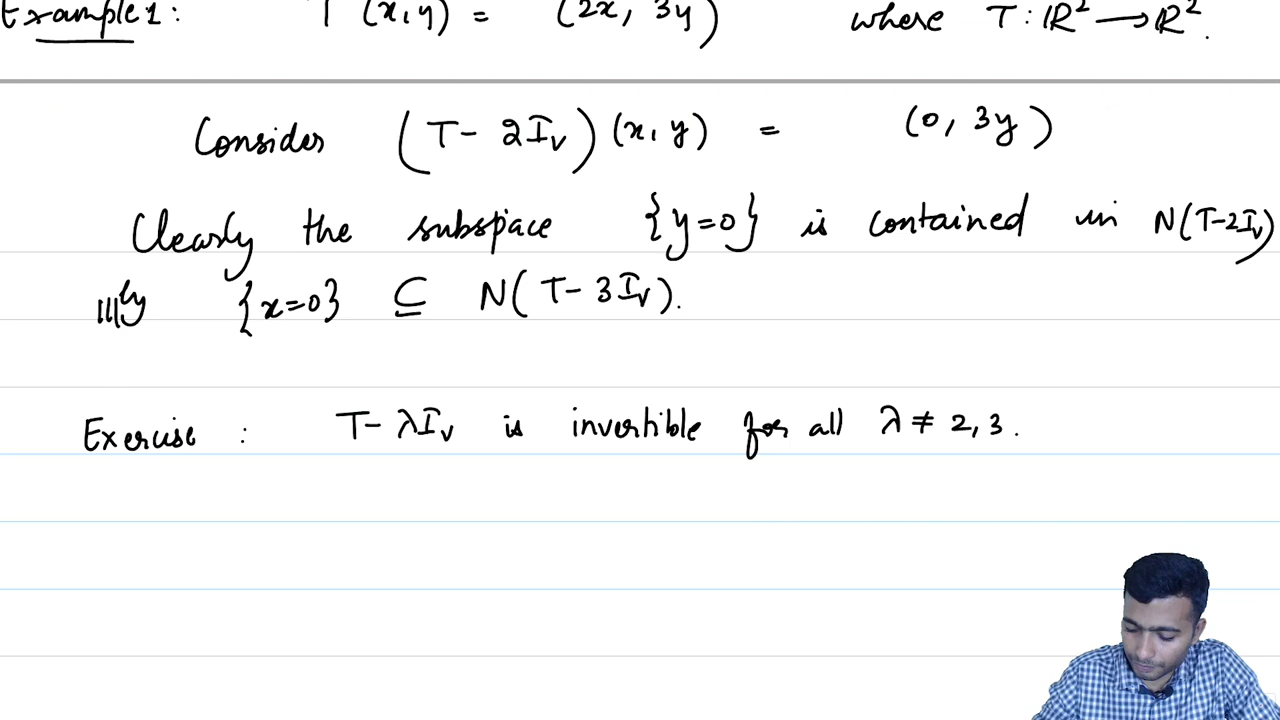 Example 1: T (x, y) = (2x, 3y) where T : ℝ² ⟶ ℝ².
Consider (T - 2I_V) (x, y) = (0, 3y)
Clearly the subspace {y=0} is contained in N(T-2I_V)
|||ly {x=0} ⊆ N(T - 3I_V).
Exercise : T - λI_V is invertible for all λ ≠ 2, 3.